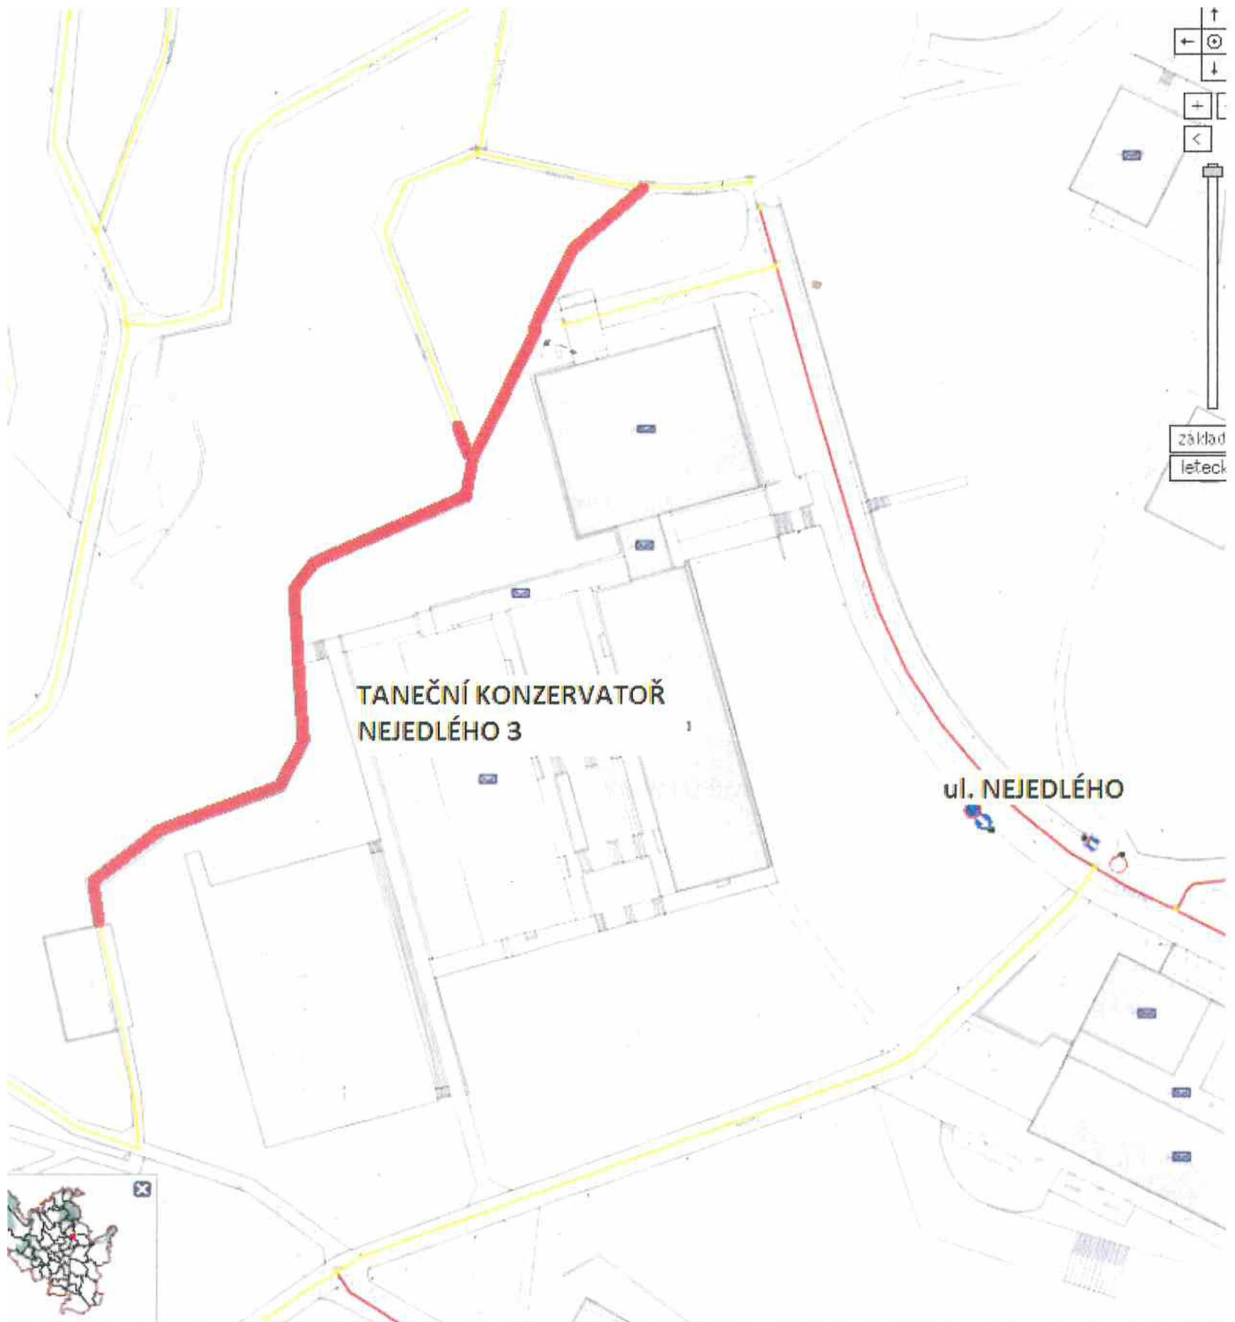 základ
leteck
TANEČNÍ KONZERVATOŘ
NEJEDLÉHO 3
ul. NEJEDLÉHO